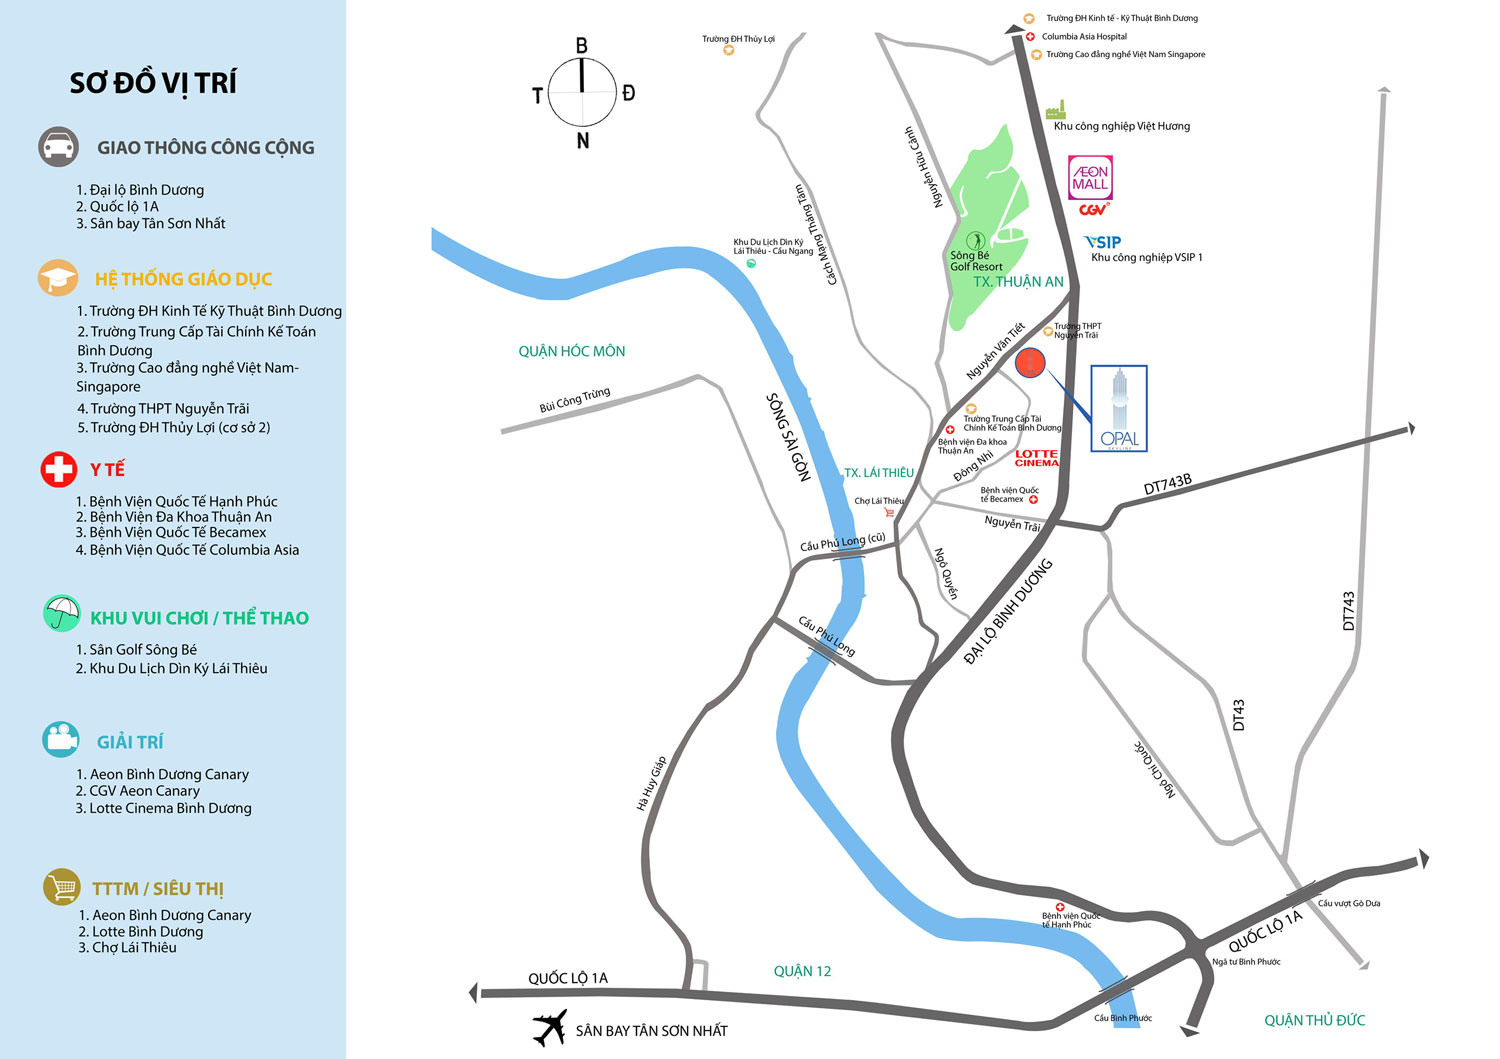 SƠ ĐỒ VỊ TRÍ
GIAO THÔNG CÔNG CỘNG
1. Đại lộ Bình Dương
2. Quốc lộ 1A
3. Sân bay Tân Sơn Nhất
HỆ THỐNG GIÁO DỤC
1. Trường ĐH Kinh Tế Kỹ Thuật Bình Dương
2. Trường Trung Cấp Tài Chính Kế Toán
Bình Dương
3. Trường Cao đẳng nghề Việt Nam-
Singapore
4. Trường THPT Nguyễn Trãi
5. Trường ĐH Thủy Lợi (cơ sở 2)
Y TẾ
1. Bệnh Viện Quốc Tế Hạnh Phúc
2. Bệnh Viện Đa Khoa Thuận An
3. Bệnh Viện Quốc Tế Becamex
4. Bệnh Viện Quốc Tế Columbia Asia
KHU VUI CHƠI / THỂ THAO
1. Sân Golf Sông Bé
2. Khu Du Lịch Dìn Ký Lái Thiêu
GIẢI TRÍ
1. Aeon Bình Dương Canary
2. CGV Aeon Canary
3. Lotte Cinema Bình Dương
TTTM / SIÊU THỊ
1. Aeon Bình Dương Canary
2. Lotte Bình Dương
3. Chợ Lái Thiêu
B
T
Đ
N
Trường ĐH Thủy Lợi
Trường ĐH Kinh tế - Kỹ Thuật Bình Dương
Columbia Asia Hospital
Trường Cao đẳng nghề Việt Nam Singapore
Khu công nghiệp Việt Hương
ÆON
MALL
CGV
VSIP
Khu công nghiệp VSIP 1
Nguyễn Hữu Cảnh
Cách Mạng Tháng Tám
Khu Du Lịch Dìn Ký
Lái Thiêu - Cầu Ngang
Sông Bé
Golf Resort
TX. THUẬN AN
Trường THPT
Nguyễn Trãi
Nguyễn Văn Tiết
QUẬN HÓC MÔN
Bùi Công Trừng
SÔNG SÀI GÒN
OPAL
SKYLINE
Trường Trung Cấp Tài
Chính Kế Toán Bình Dương
Bệnh viện Đa khoa
Thuận An
LOTTE
CINEMA
Đông Nhi
TX. LÁI THIÊU
Chợ Lái Thiêu
Bệnh viện Quốc
tế Becamex
Nguyễn Trãi
DT743B
Cầu Phú Long (cũ)
Ngô Quyền
ĐẠI LỘ BÌNH DƯƠNG
Cầu Phú Long
DT743
DT43
Ngô Chí Quốc
Hà Huy Giáp
Bệnh viện Quốc
tế Hạnh Phúc
Cầu vượt Gò Dưa
QUỐC LỘ 1A
Ngã tư Bình Phước
QUẬN 12
QUỐC LỘ 1A
Cầu Bình Phước
QUẬN THỦ ĐỨC
SÂN BAY TÂN SƠN NHẤT